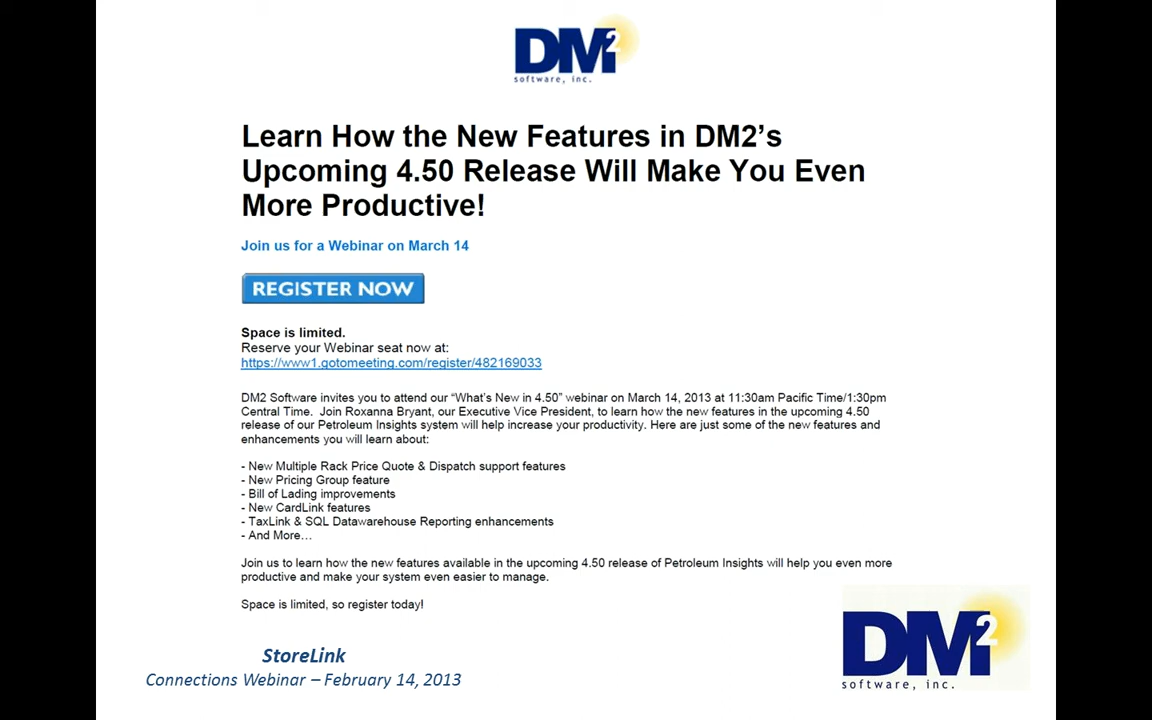 DM2
software, inc.
Learn How the New Features in DM2’s
Upcoming 4.50 Release Will Make You Even
More Productive!
Join us for a Webinar on March 14
REGISTER NOW
Space is limited.
Reserve your Webinar seat now at:
https://www1.gotomeeting.com/register/482169033
DM2 Software invites you to attend our “What’s New in 4.50” webinar on March 14, 2013 at 11:30am Pacific Time/1:30pm
Central Time.  Join Roxanna Bryant, our Executive Vice President, to learn how the new features in the upcoming 4.50
release of our Petroleum Insights system will help increase your productivity. Here are just some of the new features and
enhancements you will learn about:
- New Multiple Rack Price Quote & Dispatch support features
- New Pricing Group feature
- Bill of Lading improvements
- New CardLink features
- TaxLink & SQL Datawarehouse Reporting enhancements
- And More…
Join us to learn how the new features available in the upcoming 4.50 release of Petroleum Insights will help you even more
productive and make your system even easier to manage.
Space is limited, so register today!
StoreLink
Connections Webinar – February 14, 2013
DM2
software, inc.